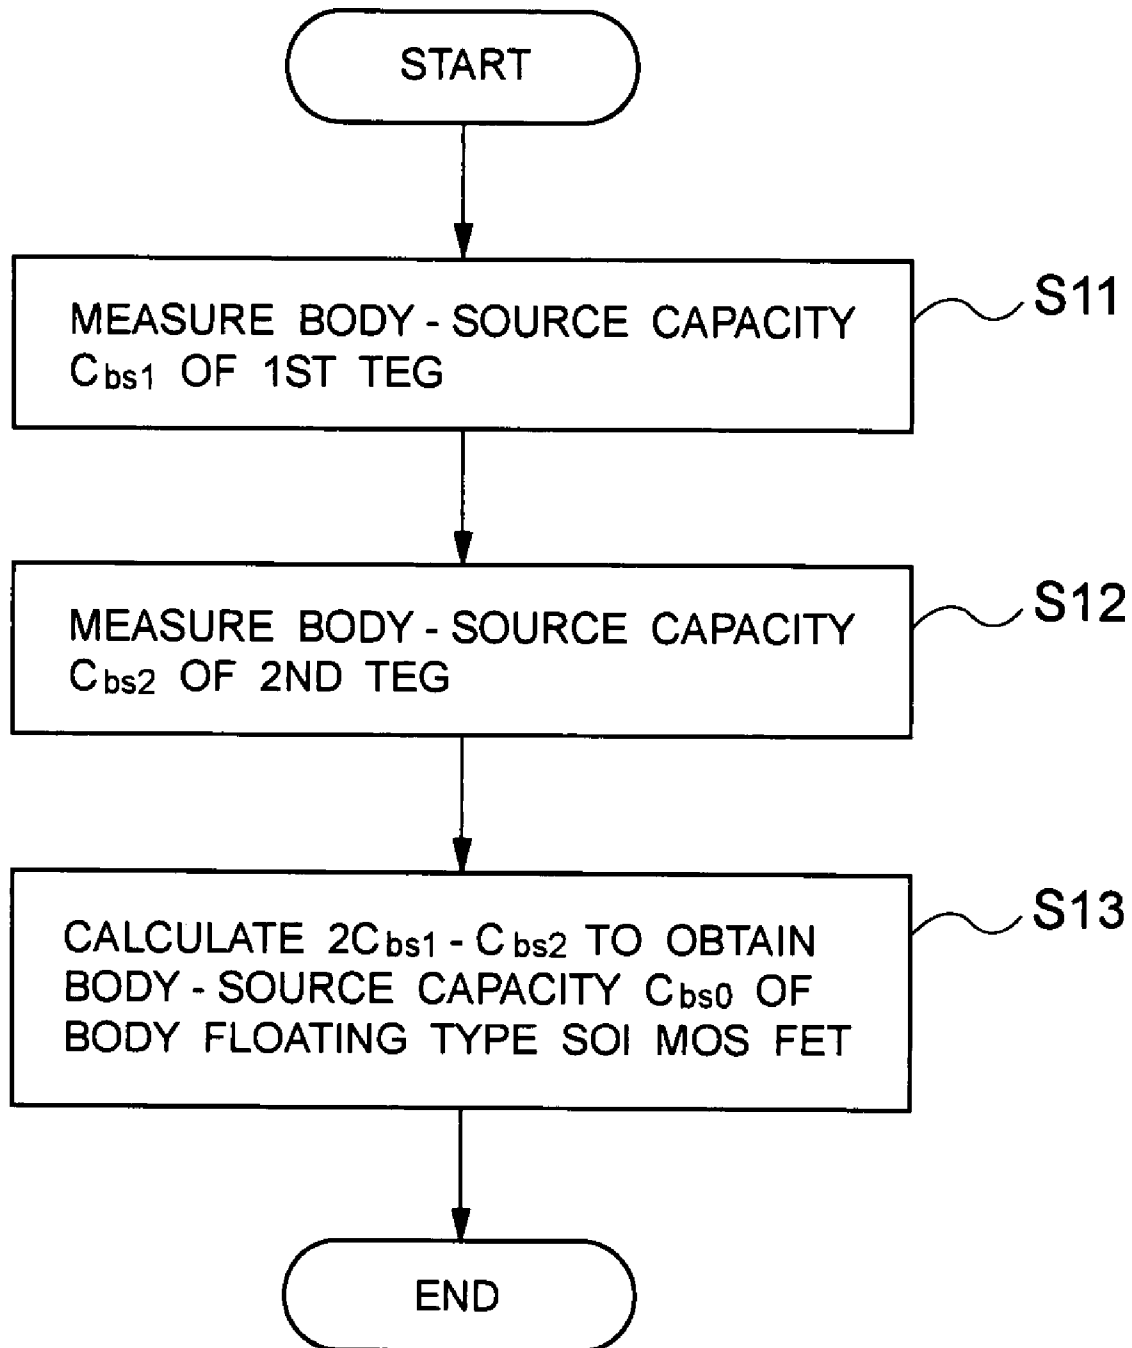 START
MEASURE BODY - SOURCE CAPACITY
Cbs1 OF 1ST TEG
S11
MEASURE BODY - SOURCE CAPACITY
Cbs2 OF 2ND TEG
S12
CALCULATE 2Cbs1 - Cbs2 TO OBTAIN
BODY - SOURCE CAPACITY Cbs0 OF
BODY FLOATING TYPE SOI MOS FET
S13
END